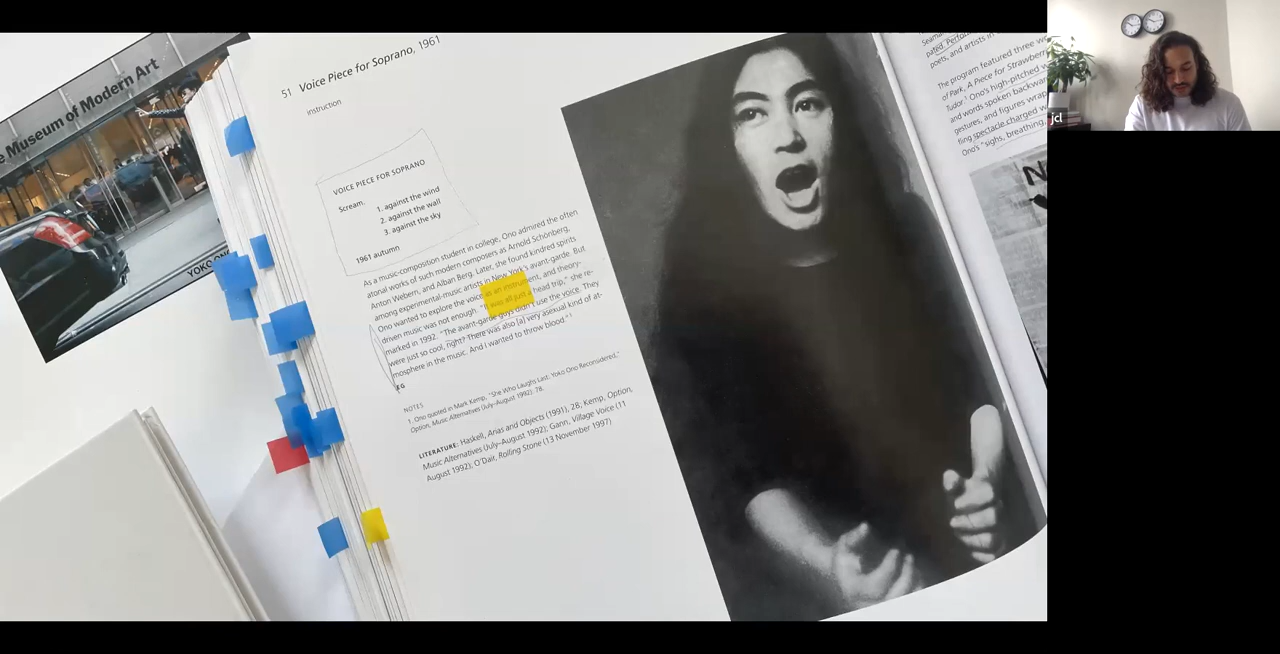 e Museum of Modern Art
YOKO ON
51 Voice Piece for Soprano, 1961
Instruction
VOICE PIECE FOR SOPRANO
Scream.
1. against the wind
2. against the wall
3. against the sky
1961 autumn
As a music-composition student in college, Ono admired the often
atonal works of such modern composers as Arnold Schönberg,
Anton Webern, and Alban Berg. Later, she found kindred spirits
among experimental-music artists in New York's avant-garde. But
Ono wanted to explore the voice as an instrument, and theory-
driven music was not enough. "It was all just a head trip," she re-
marked in 1992. "The avant-garde guys didn't use the voice. They
were just so cool, right? There was also [a] very asexual kind of at-
mosphere in the music. And I wanted to throw blood."¹
EG
NOTES
1. Ono quoted in Mark Kemp, "She Who Laughs Last: Yoko Ono Reconsidered,"
Option, Music Alternatives (July–August 1992): 78.
LITERATURE: Haskell, Arias and Objects (1991), 28; Kemp, Option,
Music Alternatives (July–August 1992); Gann, Village Voice (11
August 1992); O'Dair, Rolling Stone (13 November 1997)
poets, and artists in
The program featured three w
of Park, A Piece for Strawberr
Tudor. Ono's high-pitched w
and words spoken backwar
gestures, and figures wrap
fling spectacle charged w
Ono's "sighs, breathing,
N
jcl